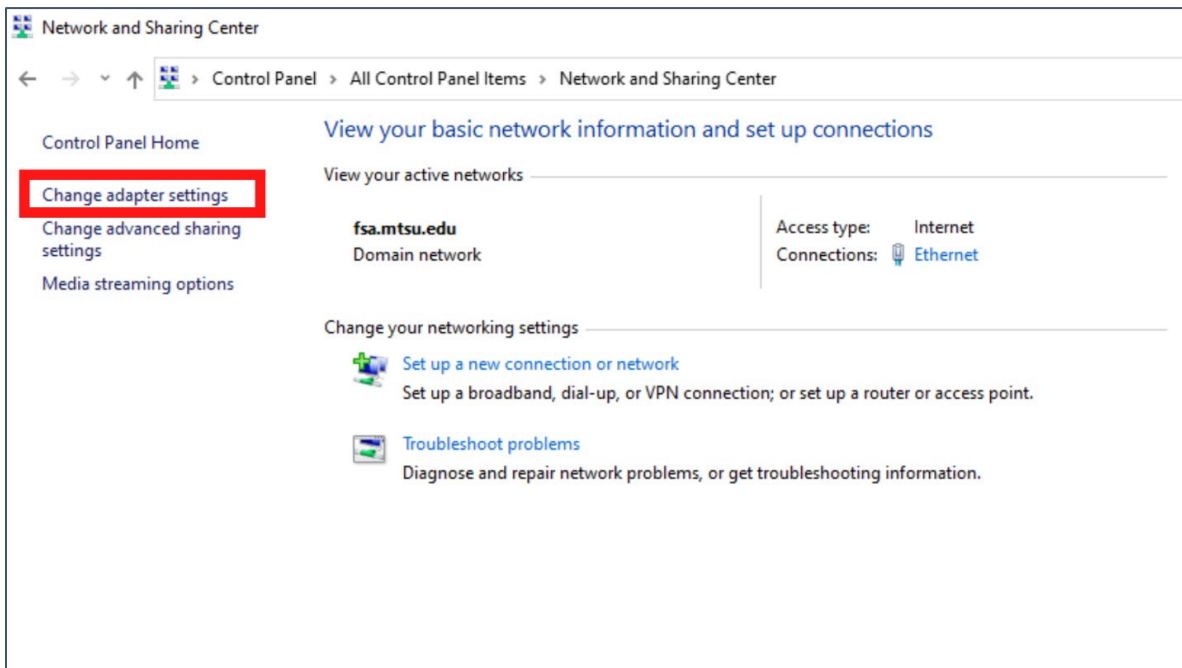 Network and Sharing Center
Control Panel > All Control Panel Items > Network and Sharing Center
Control Panel Home
Change adapter settings
Change advanced sharing
settings
Media streaming options
View your basic network information and set up connections
View your active networks
fsa.mtsu.edu
Domain network
Access type: Internet
Connections: Ethernet
Change your networking settings
Set up a new connection or network
Set up a broadband, dial-up, or VPN connection; or set up a router or access point.
Troubleshoot problems
Diagnose and repair network problems, or get troubleshooting information.